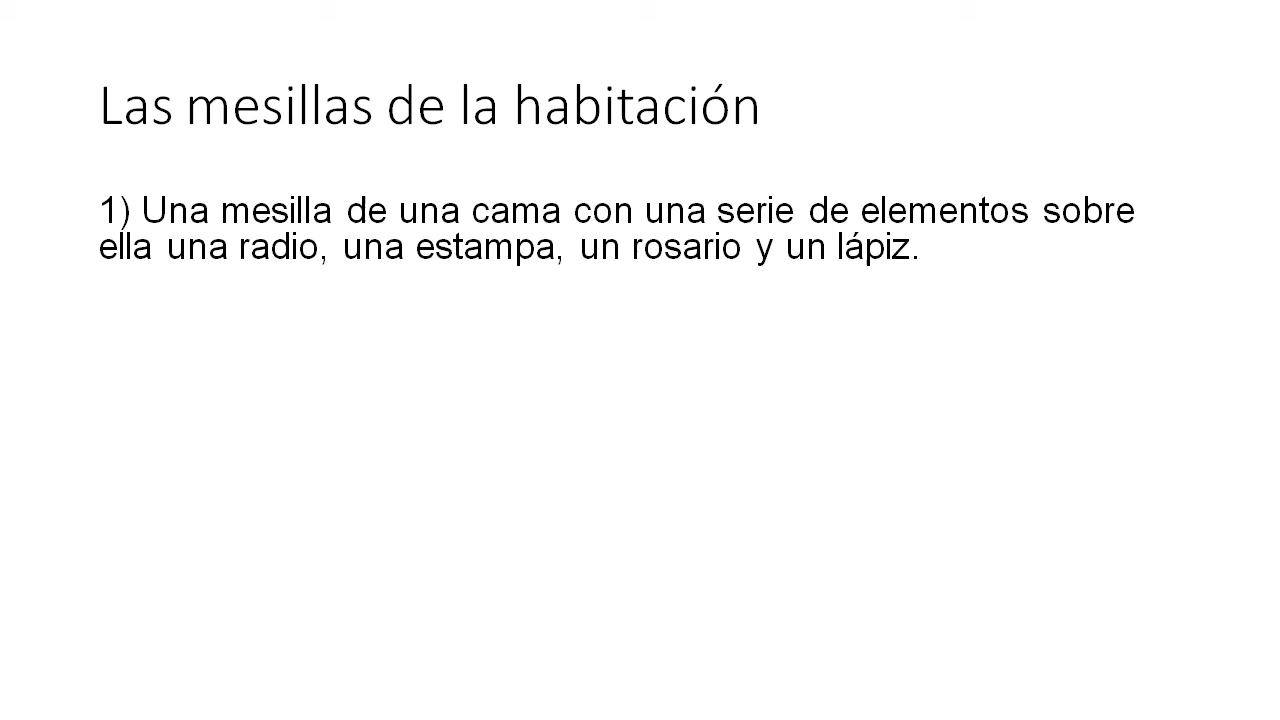 Las mesillas de la habitación
1) Una mesilla de una cama con una serie de elementos sobre
ella una radio, una estampa, un rosario y un lápiz.